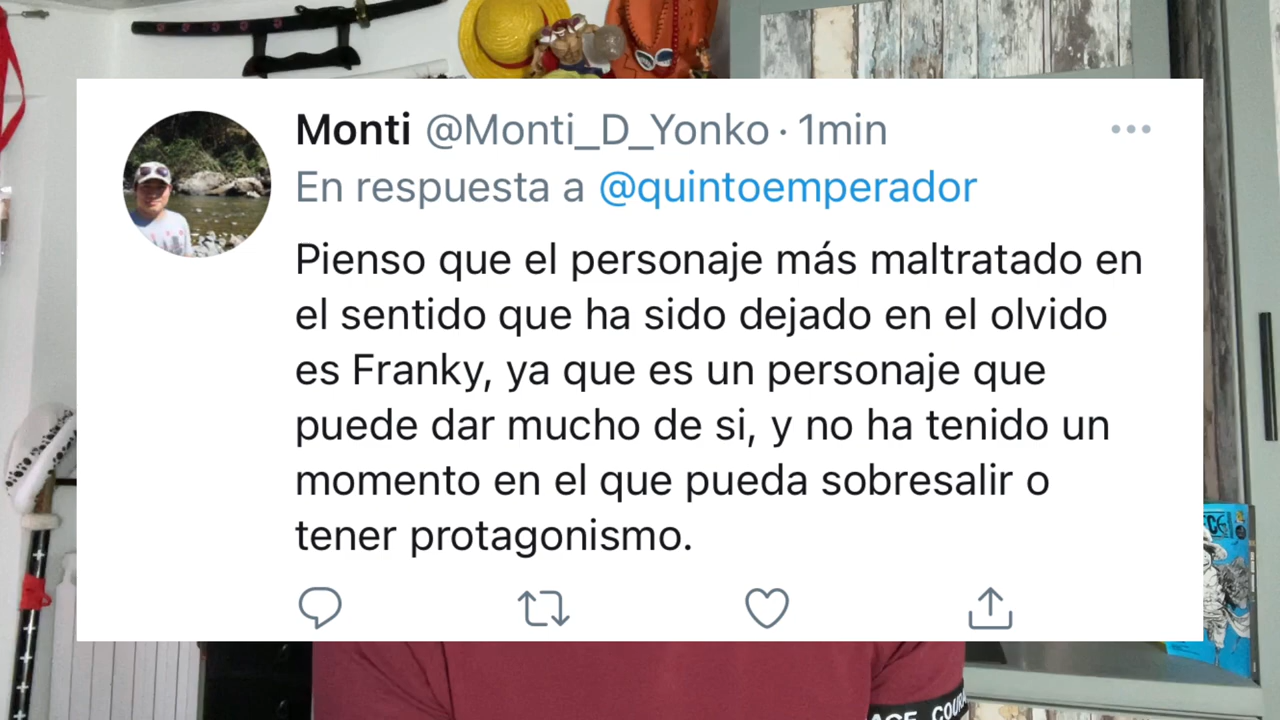 Monti @Monti_D_Yonko · 1min
En respuesta a @quintoemperador
Pienso que el personaje más maltratado en
el sentido que ha sido dejado en el olvido
es Franky, ya que es un personaje que
puede dar mucho de si, y no ha tenido un
momento en el que pueda sobresalir o
tener protagonismo.